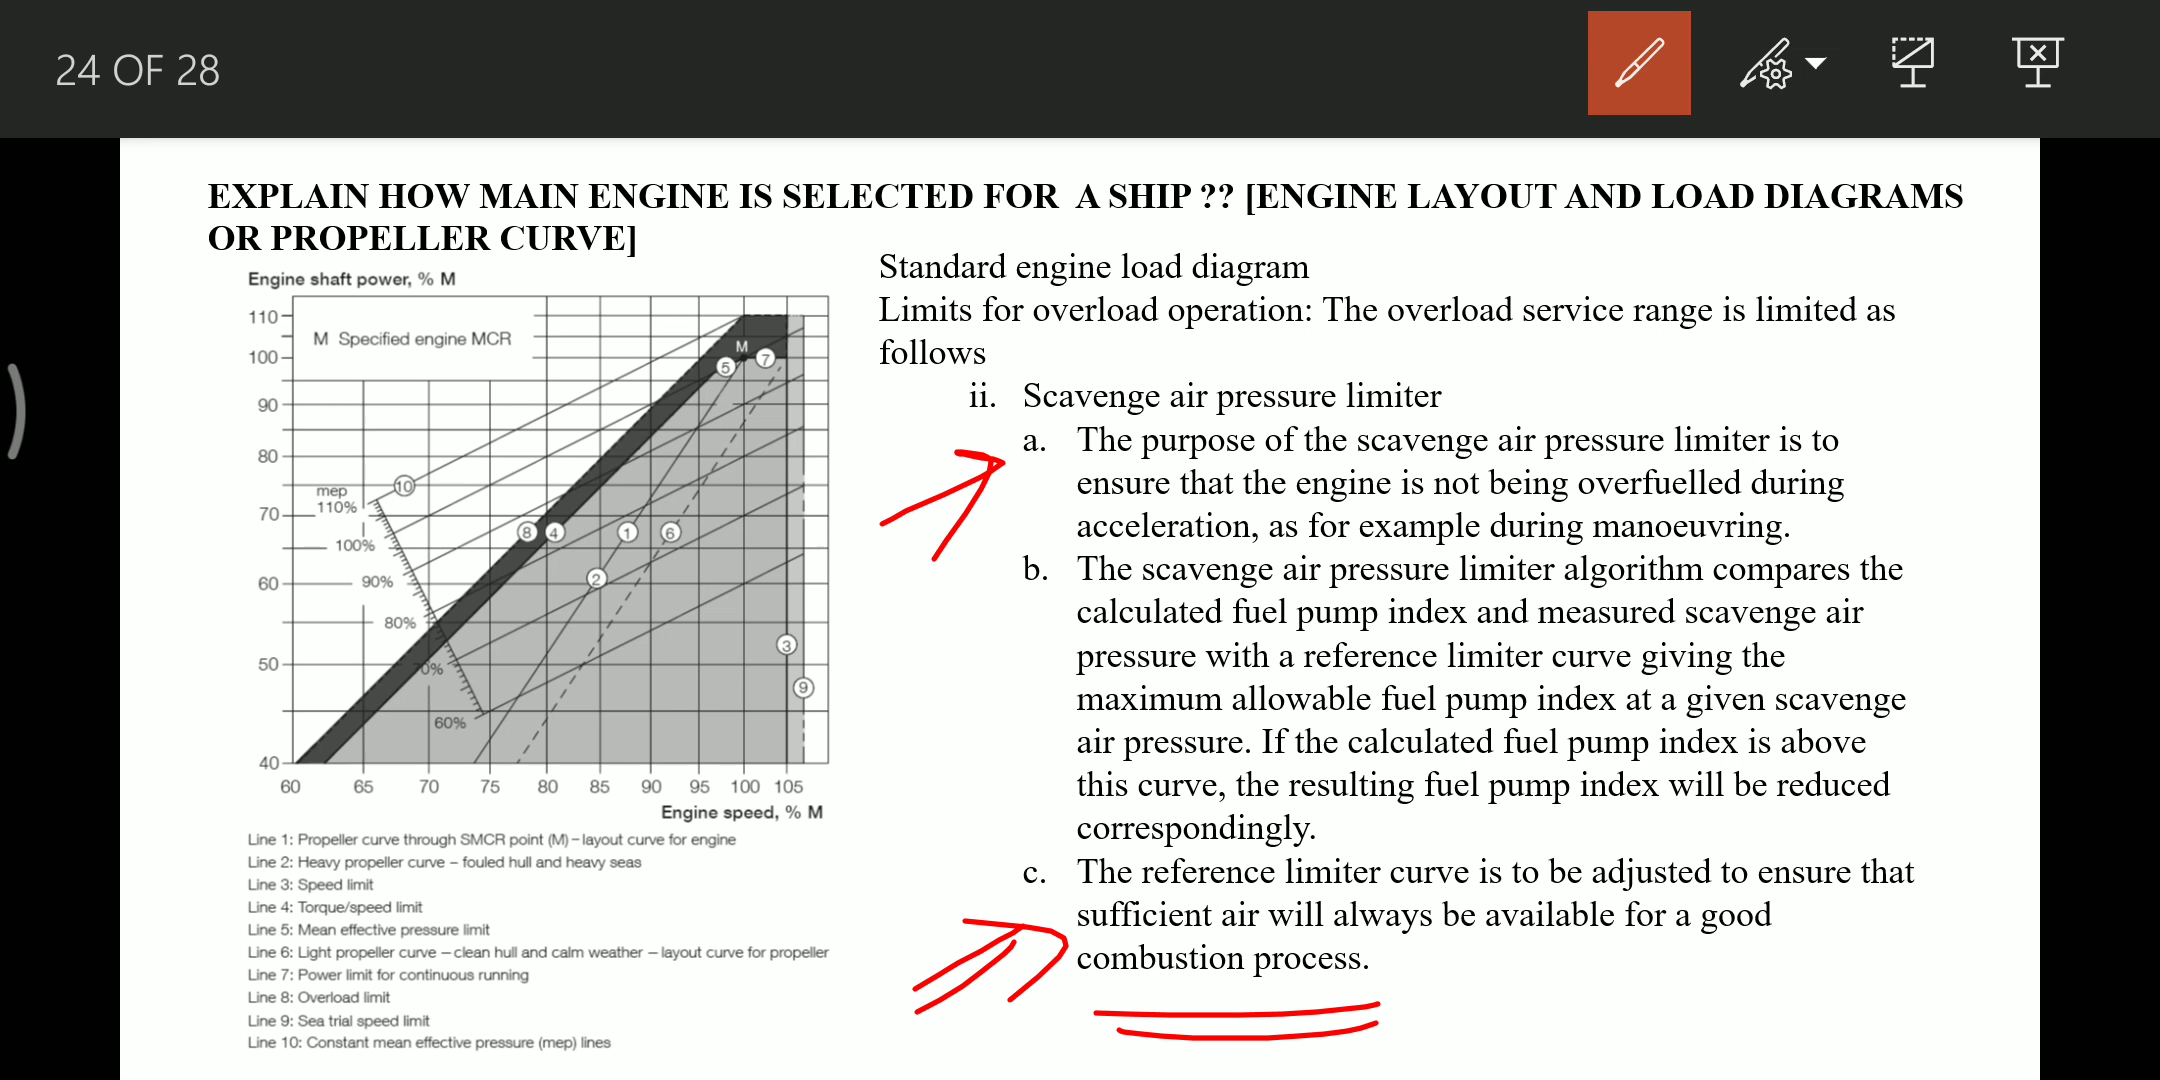 24 OF 28
EXPLAIN HOW MAIN ENGINE IS SELECTED FOR A SHIP ?? [ENGINE LAYOUT AND LOAD DIAGRAMS
OR PROPELLER CURVE]
Engine shaft power, % M
M Specified engine MCR
110
100
90
80
70
60
50
40
mep
110%
100%
90%
80%
70%
60%
M
5
7
10
8
4
1
6
2
3
9
60 65 70 75 80 85 90 95 100 105
Engine speed, % M
Line 1: Propeller curve through SMCR point (M) – layout curve for engine
Line 2: Heavy propeller curve – fouled hull and heavy seas
Line 3: Speed limit
Line 4: Torque/speed limit
Line 5: Mean effective pressure limit
Line 6: Light propeller curve – clean hull and calm weather – layout curve for propeller
Line 7: Power limit for continuous running
Line 8: Overload limit
Line 9: Sea trial speed limit
Line 10: Constant mean effective pressure (mep) lines
Standard engine load diagram
Limits for overload operation: The overload service range is limited as
follows
ii. Scavenge air pressure limiter
a. The purpose of the scavenge air pressure limiter is to
ensure that the engine is not being overfuelled during
acceleration, as for example during manoeuvring.
b. The scavenge air pressure limiter algorithm compares the
calculated fuel pump index and measured scavenge air
pressure with a reference limiter curve giving the
maximum allowable fuel pump index at a given scavenge
air pressure. If the calculated fuel pump index is above
this curve, the resulting fuel pump index will be reduced
correspondingly.
c. The reference limiter curve is to be adjusted to ensure that
sufficient air will always be available for a good
combustion process.